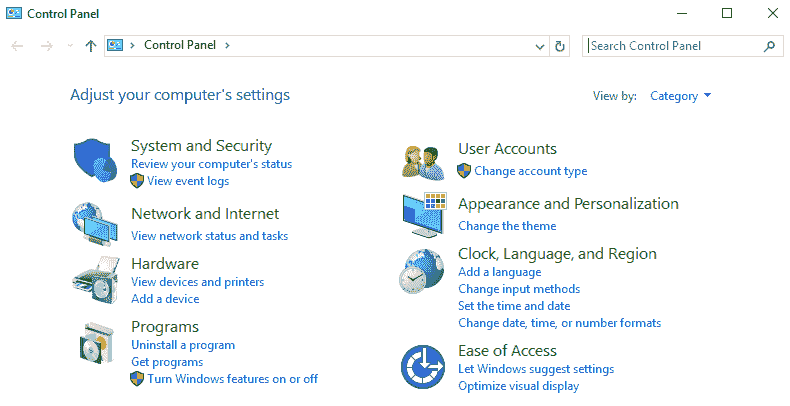 Control Panel
Control Panel
Search Control Panel
Adjust your computer's settings
View by: Category
System and Security
Review your computer's status
View event logs
Network and Internet
View network status and tasks
Hardware
View devices and printers
Add a device
Programs
Uninstall a program
Get programs
Turn Windows features on or off
User Accounts
Change account type
Appearance and Personalization
Change the theme
Clock, Language, and Region
Add a language
Change input methods
Set the time and date
Change date, time, or number formats
Ease of Access
Let Windows suggest settings
Optimize visual display